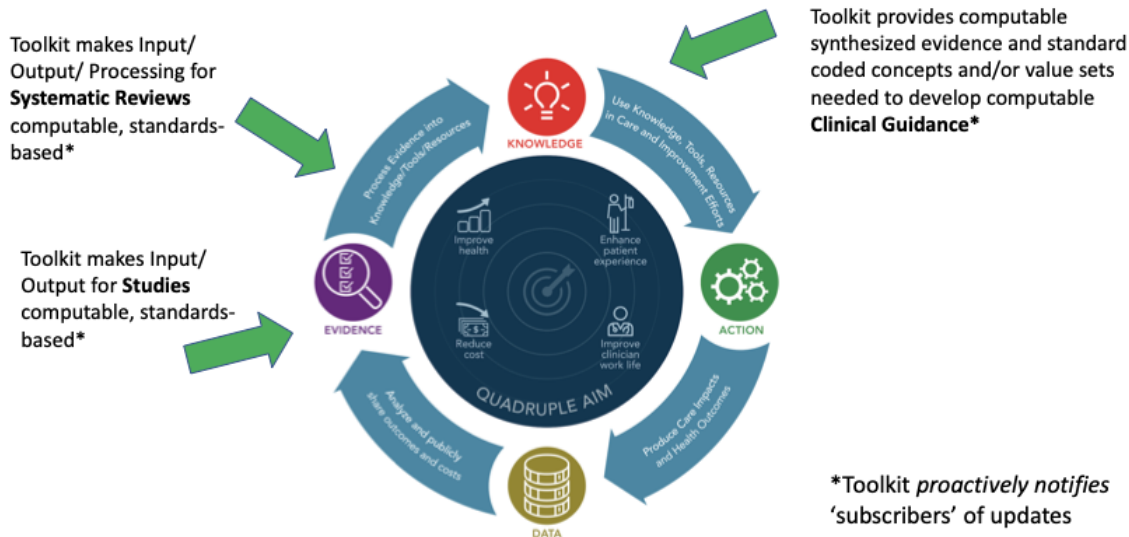 Toolkit makes Input/
Output/ Processing for
Systematic Reviews
computable, standards-
based*
Toolkit makes Input/
Output for Studies
computable, standards-
based*
Toolkit provides computable
synthesized evidence and standard
coded concepts and/or value sets
needed to develop computable
Clinical Guidance*
KNOWLEDGE
Process Evidence into
Knowledge/Tools/Resources
Use Knowledge, Tools, Resources
in Care and Improvement Efforts
Improve
health
Enhance
patient
experience
EVIDENCE
ACTION
Reduce
cost
$
Improve
clinician
work life
QUADRUPLE AIM
Analyze and publicly
share outcomes and costs
Produce Care Impacts
and Health Outcomes
DATA
*Toolkit proactively notifies
‘subscribers’ of updates